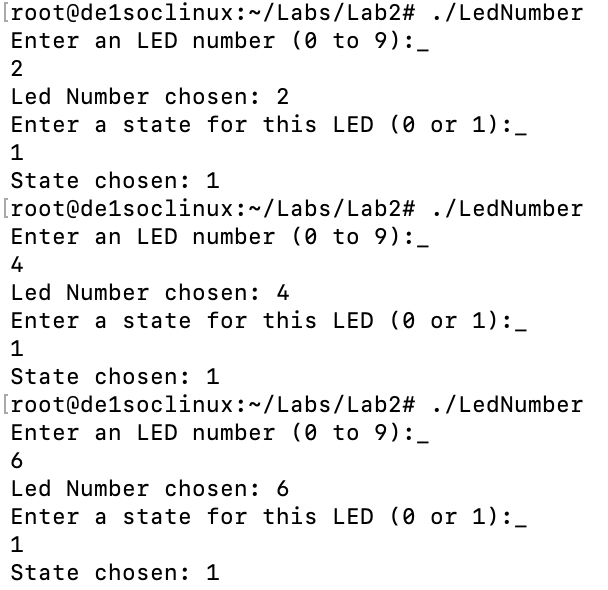 [root@de1soclinux:~/Labs/Lab2# ./LedNumber
Enter an LED number (0 to 9):_
2
Led Number chosen: 2
Enter a state for this LED (0 or 1):_
1
State chosen: 1
[root@de1soclinux:~/Labs/Lab2# ./LedNumber
Enter an LED number (0 to 9):_
4
Led Number chosen: 4
Enter a state for this LED (0 or 1):_
1
State chosen: 1
[root@de1soclinux:~/Labs/Lab2# ./LedNumber
Enter an LED number (0 to 9):_
6
Led Number chosen: 6
Enter a state for this LED (0 or 1):_
1
State chosen: 1